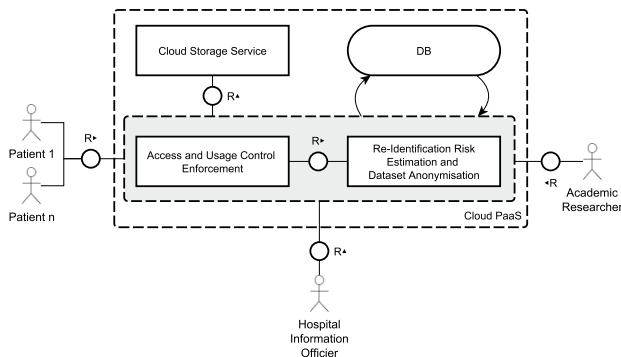 Cloud Storage Service
DB
R▲
Patient 1
R►
Access and Usage Control
Enforcement
R►
Re-Identification Risk
Estimation and
Dataset Anonymisation
◄R
Academic
Researcher
Patient n
Cloud PaaS
R▲
Hospital
Information
Officier